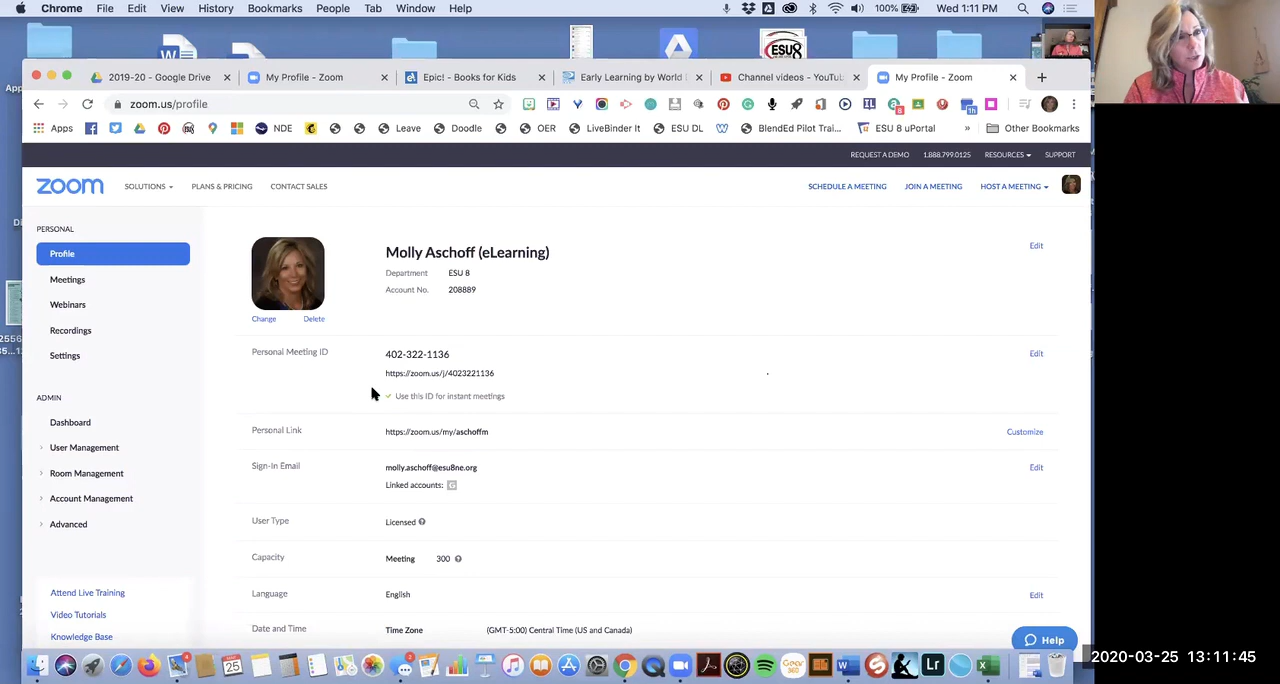 Chrome File Edit View History Bookmarks People Tab Window Help 100% Wed 1:11 PM
ESU8
2019-20 - Google Drive My Profile - Zoom Epic! - Books for Kids Early Learning by World Channel videos - YouTu My Profile - Zoom
zoom.us/profile
Apps NDE Leave Doodle OER LiveBinder It ESU DL BlendEd Pilot Trai... ESU 8 uPortal » Other Bookmarks
REQUEST A DEMO 1.888.799.0125 RESOURCES SUPPORT
zoom SOLUTIONS PLANS & PRICING CONTACT SALES SCHEDULE A MEETING JOIN A MEETING HOST A MEETING
PERSONAL
Profile
Meetings
Webinars
Recordings
Settings
ADMIN
Dashboard
User Management
Room Management
Account Management
Advanced
Attend Live Training
Video Tutorials
Knowledge Base
Molly Aschoff (eLearning) Edit
Department ESU 8
Account No. 208889
Change Delete
Personal Meeting ID 402-322-1136 Edit
https://zoom.us/j/4023221136
Use this ID for instant meetings
Personal Link https://zoom.us/my/aschoffm Customize
Sign-In Email molly.aschoff@esu8ne.org Edit
Linked accounts:
User Type Licensed
Capacity Meeting 300
Language English Edit
Date and Time Time Zone (GMT-5:00) Central Time (US and Canada)
Help
2020-03-25 13:11:45